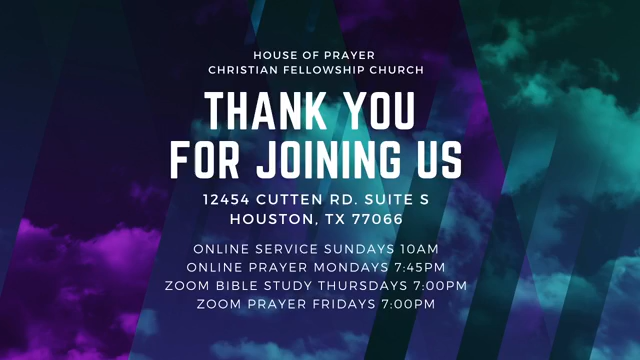 HOUSE OF PRAYER
CHRISTIAN FELLOWSHIP CHURCH
THANK YOU
FOR JOINING US
12454 CUTTEN RD. SUITE S
HOUSTON, TX 77066
ONLINE SERVICE SUNDAYS 10AM
ONLINE PRAYER MONDAYS 7:45PM
ZOOM BIBLE STUDY THURSDAYS 7:00PM
ZOOM PRAYER FRIDAYS 7:00PM